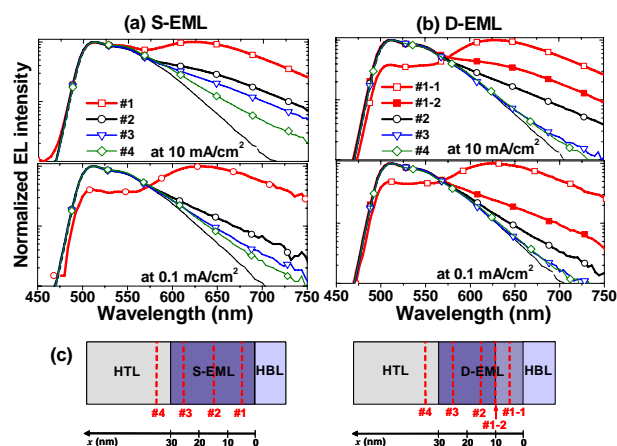 (a) S-EML
(b) D-EML
Normalized EL intensity
#1
#2
#3
#4
at 10 mA/cm²
#1-1
#1-2
#2
#3
#4
at 10 mA/cm²
at 0.1 mA/cm²
at 0.1 mA/cm²
450 500 550 600 650 700 750
450 500 550 600 650 700 750
Wavelength (nm)
Wavelength (nm)
(c)
HTL S-EML HBL
#4 #3 #2 #1
x (nm) 30 20 10 0
HTL D-EML HBL
#4 #3 #2 #1-1
#1-2
x (nm) 30 20 10 0